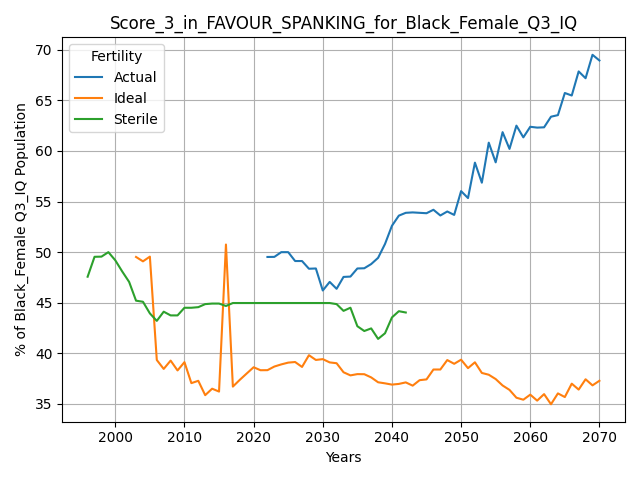 Score_3_in_FAVOUR_SPANKING_for_Black_Female_Q3_IQ
Fertility
Actual
Ideal
Sterile
% of Black_Female Q3_IQ Population
70
65
60
55
50
45
40
35
2000 2010 2020 2030 2040 2050 2060 2070
Years